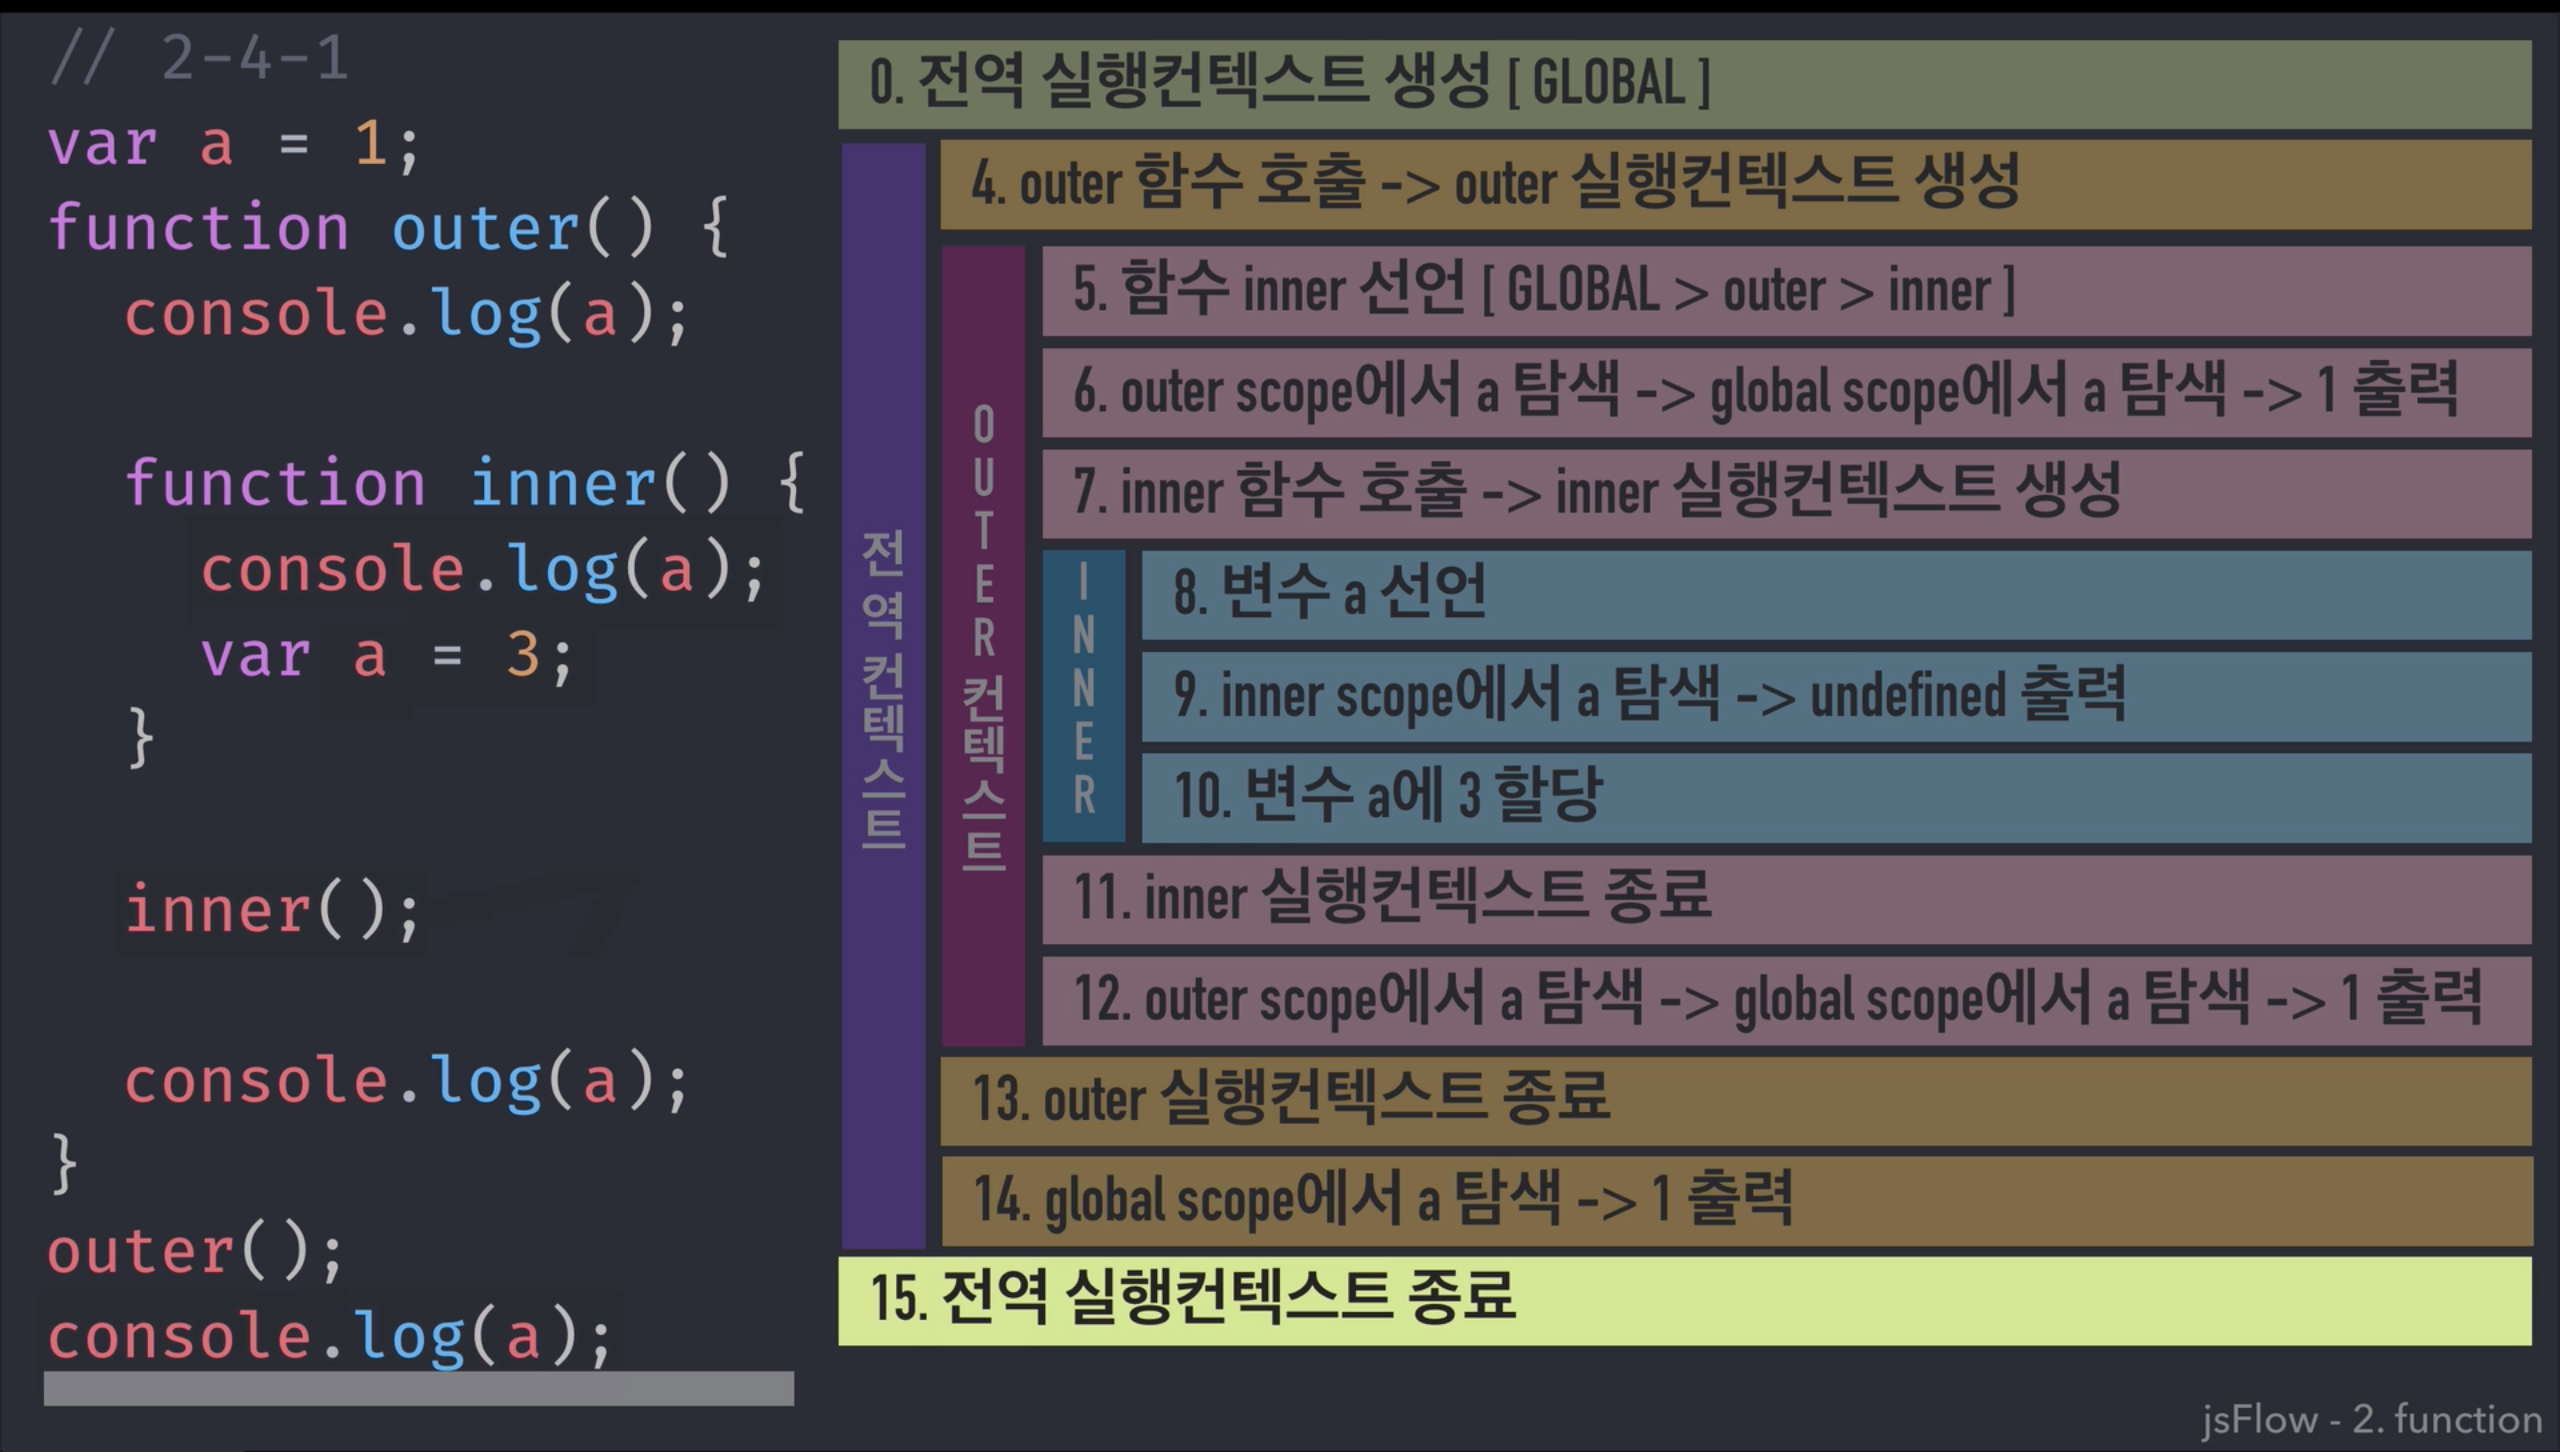 // 2-4-1
var a = 1;
function outer() {
  console.log(a);
  function inner() {
    console.log(a);
    var a = 3;
  }
  inner();
  console.log(a);
}
outer();
console.log(a);
0. 전역 실행컨텍스트 생성 [ GLOBAL ]
전역 컨텍스트
4. outer 함수 호출 -> outer 실행컨텍스트 생성
OUTER 컨텍스트
5. 함수 inner 선언 [ GLOBAL > outer > inner ]
6. outer scope에서 a 탐색 -> global scope에서 a 탐색 -> 1 출력
7. inner 함수 호출 -> inner 실행컨텍스트 생성
INNER
8. 변수 a 선언
9. inner scope에서 a 탐색 -> undefined 출력
10. 변수 a에 3 할당
11. inner 실행컨텍스트 종료
12. outer scope에서 a 탐색 -> global scope에서 a 탐색 -> 1 출력
13. outer 실행컨텍스트 종료
14. global scope에서 a 탐색 -> 1 출력
15. 전역 실행컨텍스트 종료
jsFlow - 2. function